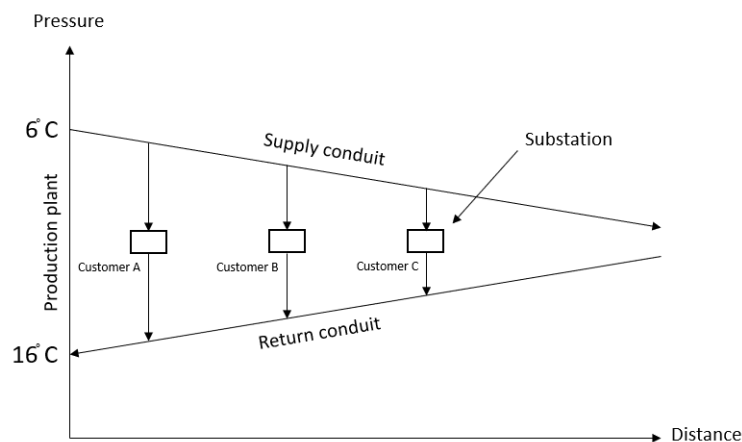 Pressure
6°C
Supply conduit
Substation
Production plant
Customer A
Customer B
Customer C
Return conduit
16°C
Distance